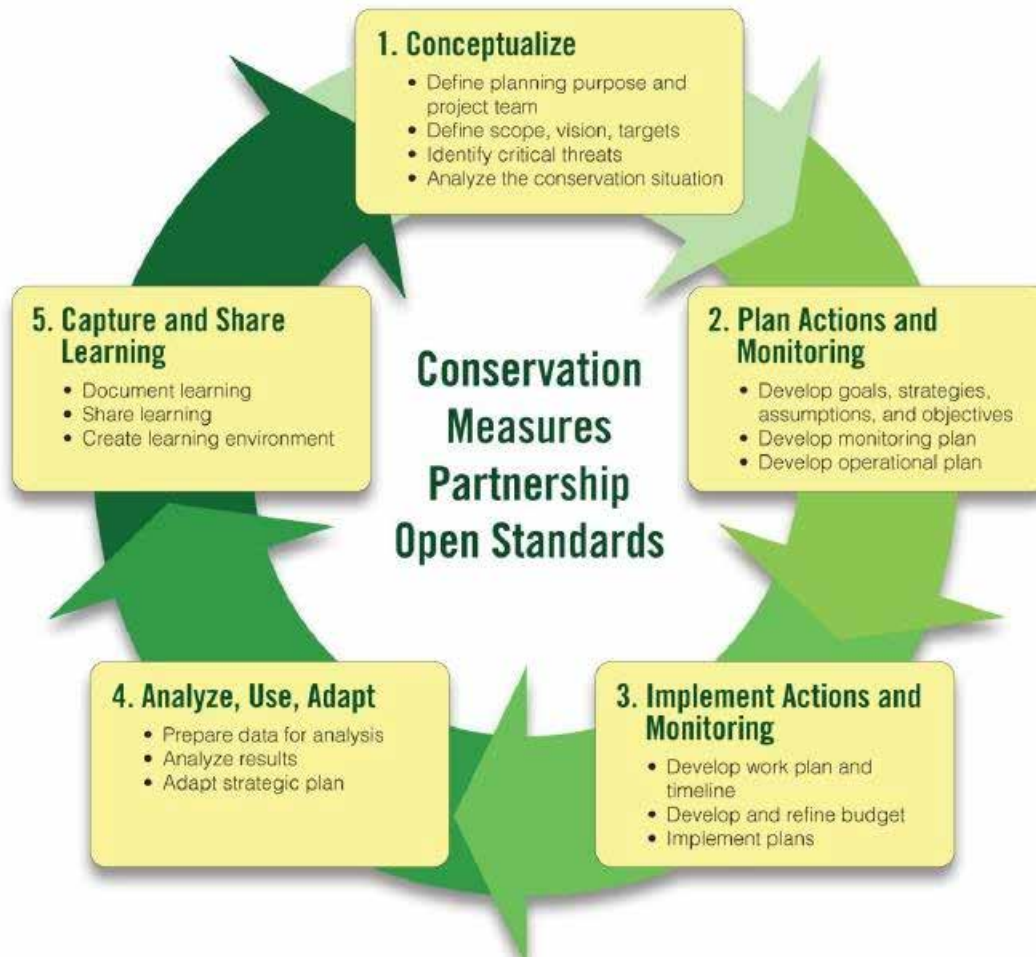 1. Conceptualize
• Define planning purpose and
project team
• Define scope, vision, targets
• Identify critical threats
• Analyze the conservation situation
2. Plan Actions and
Monitoring
• Develop goals, strategies,
assumptions, and objectives
• Develop monitoring plan
• Develop operational plan
3. Implement Actions and
Monitoring
• Develop work plan and
timeline
• Develop and refine budget
• Implement plans
4. Analyze, Use, Adapt
• Prepare data for analysis
• Analyze results
• Adapt strategic plan
5. Capture and Share
Learning
• Document learning
• Share learning
• Create learning environment
Conservation
Measures
Partnership
Open Standards